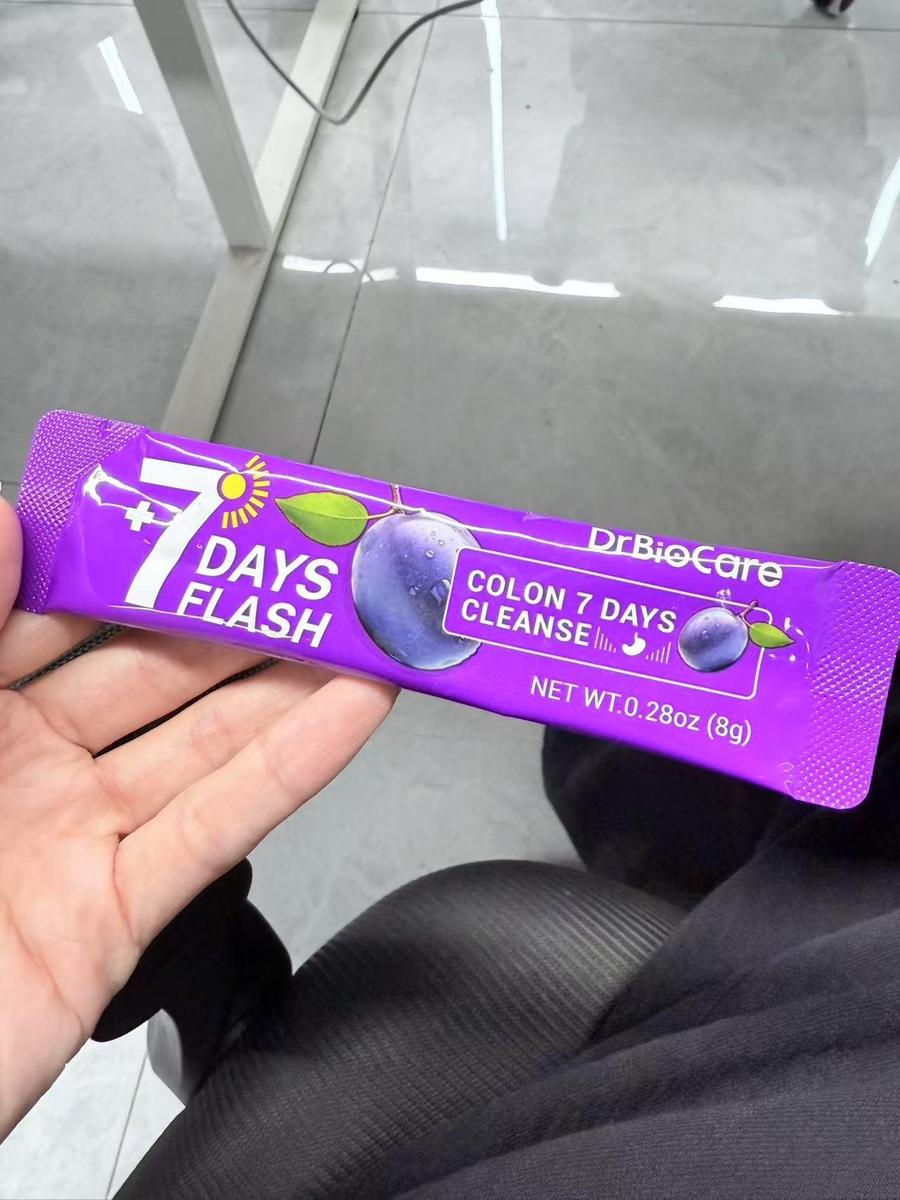 +7
DAYS
FLASH
DrBioCare
COLON 7 DAYS
CLEANSE
NET WT.0.28oz (8g)